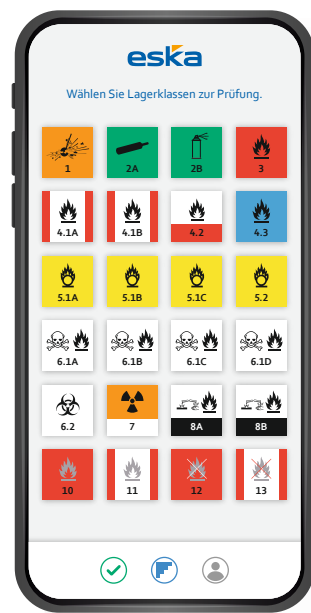 eska
Wählen Sie Lagerklassen zur Prüfung.
1 2A 2B 3
4.1A 4.1B 4.2 4.3
5.1A 5.1B 5.1C 5.2
6.1A 6.1B 6.1C 6.1D
6.2 7 8A 8B
10 11 12 13